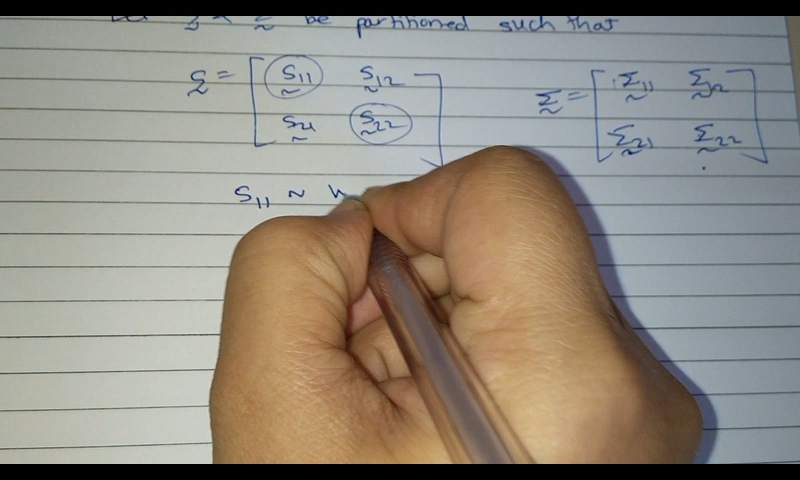 be partitioned such that
S = [ S11 S12 Σ = [ Σ11 Σ12
S21 S22 ] Σ21 Σ22 ]
S11 ~ W